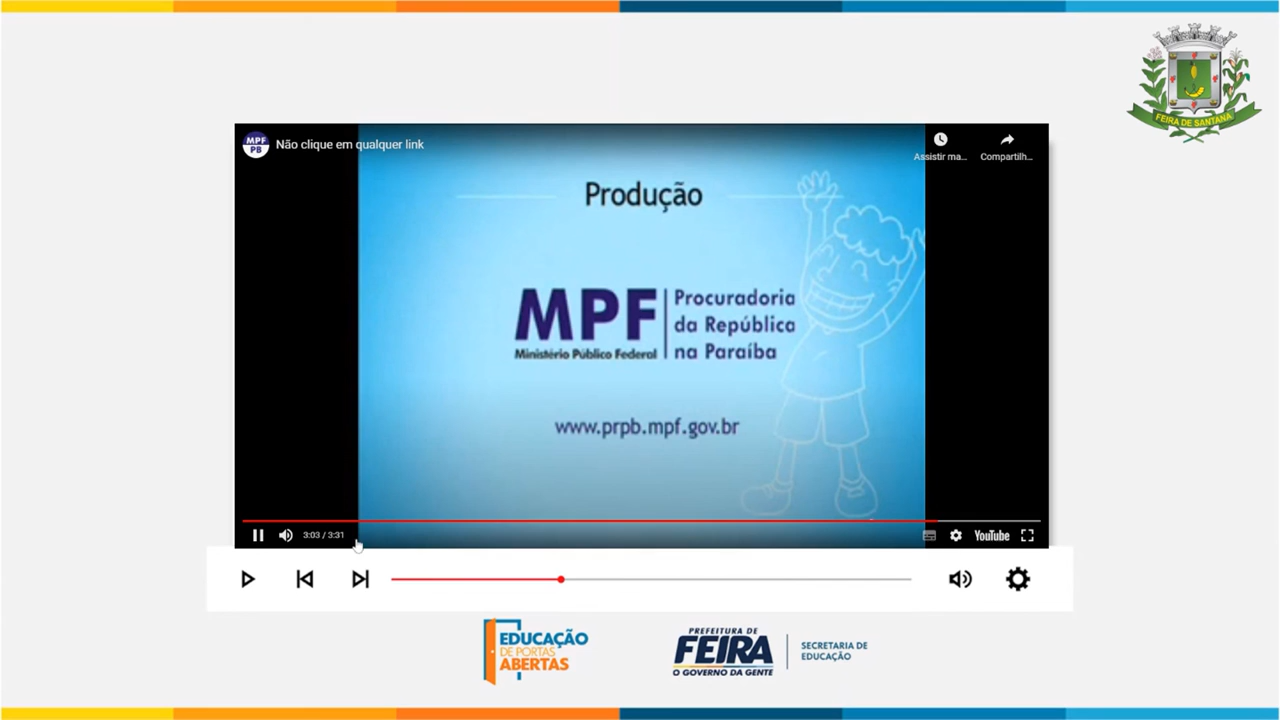 FEIRA DE SANTANA
MPF
PB
Não clique em qualquer link
Assistir ma...
Compartilh...
Produção
MPF
Ministério Público Federal
Procuradoria
da República
na Paraíba
www.prpb.mpf.gov.br
3:03 / 3:31
YouTube
EDUCAÇÃO
DE PORTAS
ABERTAS
PREFEITURA DE
FEIRA
O GOVERNO DA GENTE
SECRETARIA DE
EDUCAÇÃO